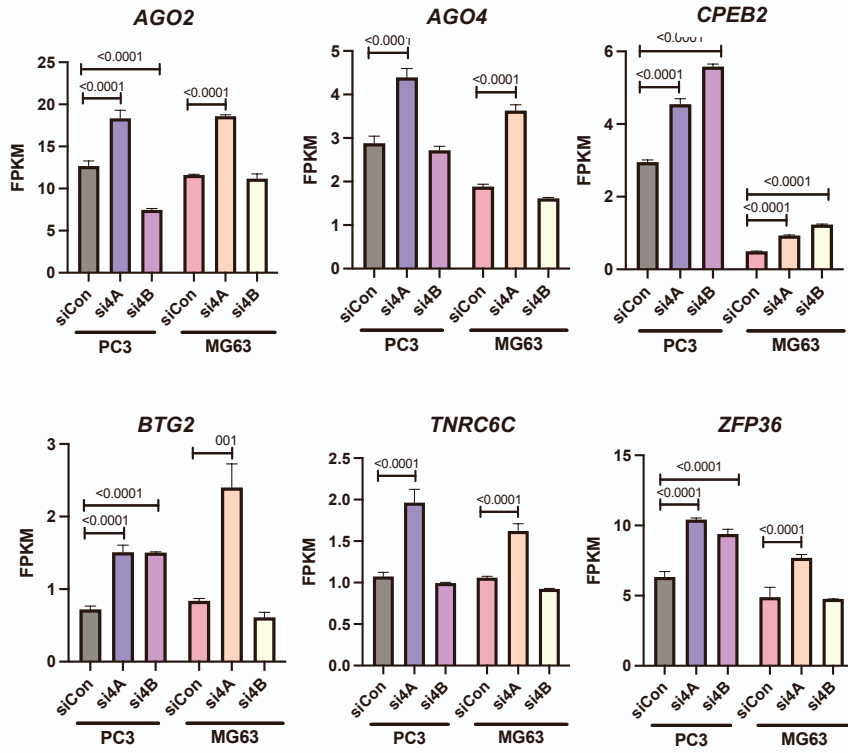 AGO2
AGO4
CPEB2
<0.0001
<0.0001
<0.0001
<0.0001
<0.0001
<0.0001
<0.0001
<0.0001
<0.0001
FPKM
25
20
15
10
5
0
siCon
si4A
si4B
siCon
si4A
si4B
PC3
MG63
FPKM
5
4
3
2
1
0
siCon
si4A
si4B
siCon
si4A
si4B
PC3
MG63
FPKM
6
4
2
0
siCon
si4A
si4B
siCon
si4A
si4B
PC3
MG63
BTG2
TNRC6C
ZFP36
<0.0001
<0.0001
001
<0.0001
<0.0001
<0.0001
<0.0001
<0.0001
FPKM
3
2
1
0
siCon
si4A
si4B
siCon
si4A
si4B
PC3
MG63
FPKM
2.5
2.0
1.5
1.0
0.5
0.0
siCon
si4A
si4B
siCon
si4A
si4B
PC3
MG63
FPKM
15
10
5
0
siCon
si4A
si4B
siCon
si4A
si4B
PC3
MG63